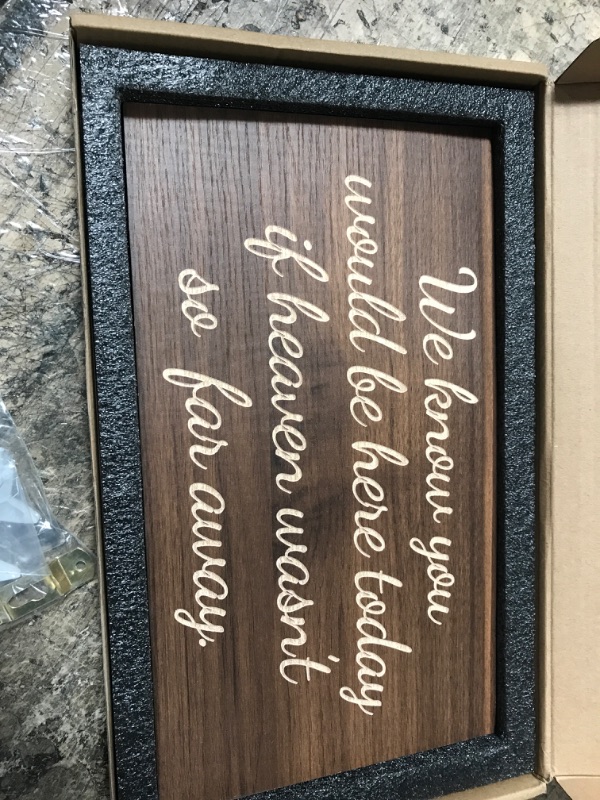 We know you
would be here today
if heaven wasn't
so far away.